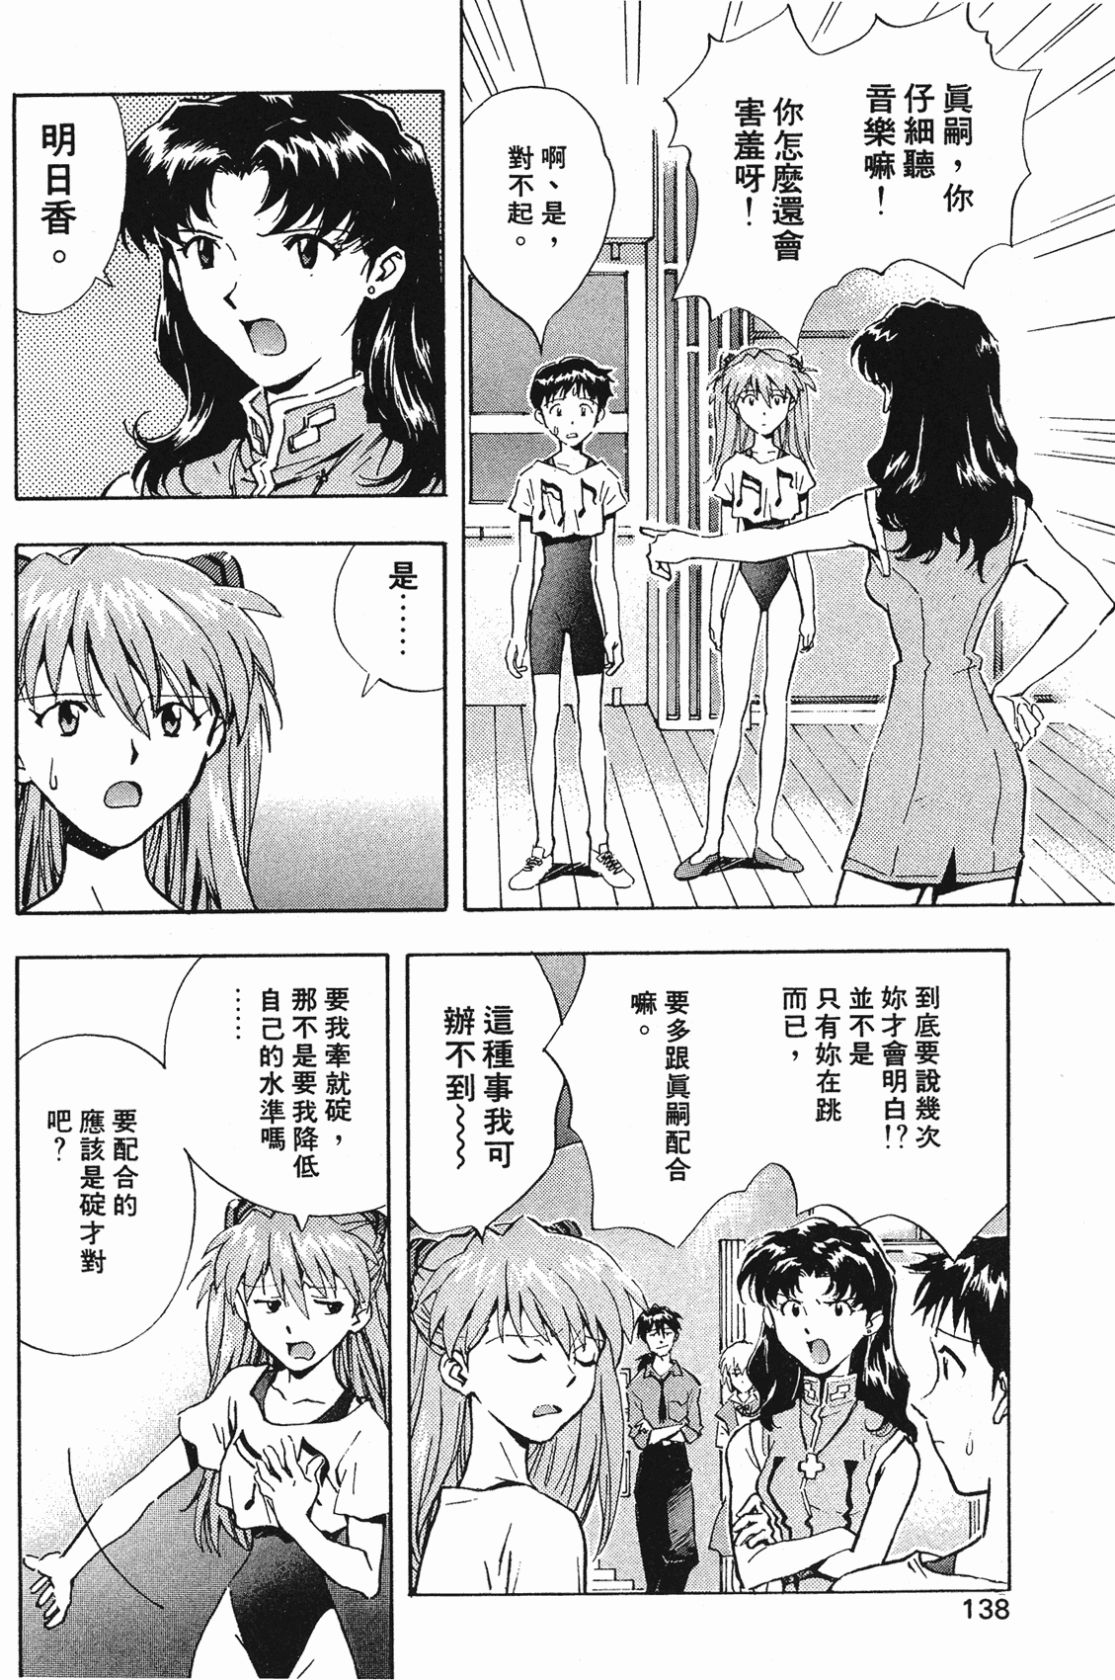 眞嗣，你
仔細聽
音樂嘛！
你怎麼還會
害羞呀！
啊、是，
對不起。
明日香。
是……
到底要說幾次
妳才會明白!?
並不是
只有妳在跳
而已，
要多跟眞嗣配合
嘛。
這種事我可
辦不到~~~
要我牽就碇，
那不是要我降低
自己的水準嗎
……
要配合的
應該是碇才對
吧？
138